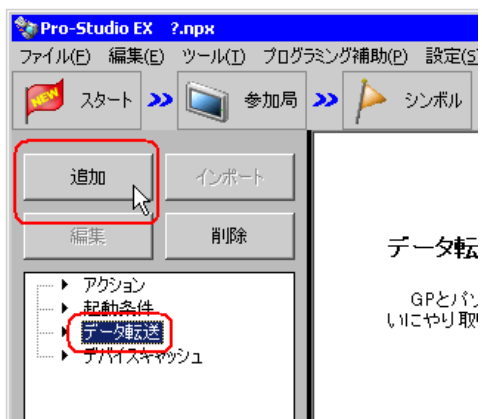 Pro-Studio EX ?.npx
ファイル(F) 編集(E) ツール(T) プログラミング補助(P) 設定(S
NEW スタート 参加局 シンボル
追加 インポート
編集 削除
アクション
起動条件
データ転送
デバイスキャッシュ
データ転
GPとパソ
いにやり取